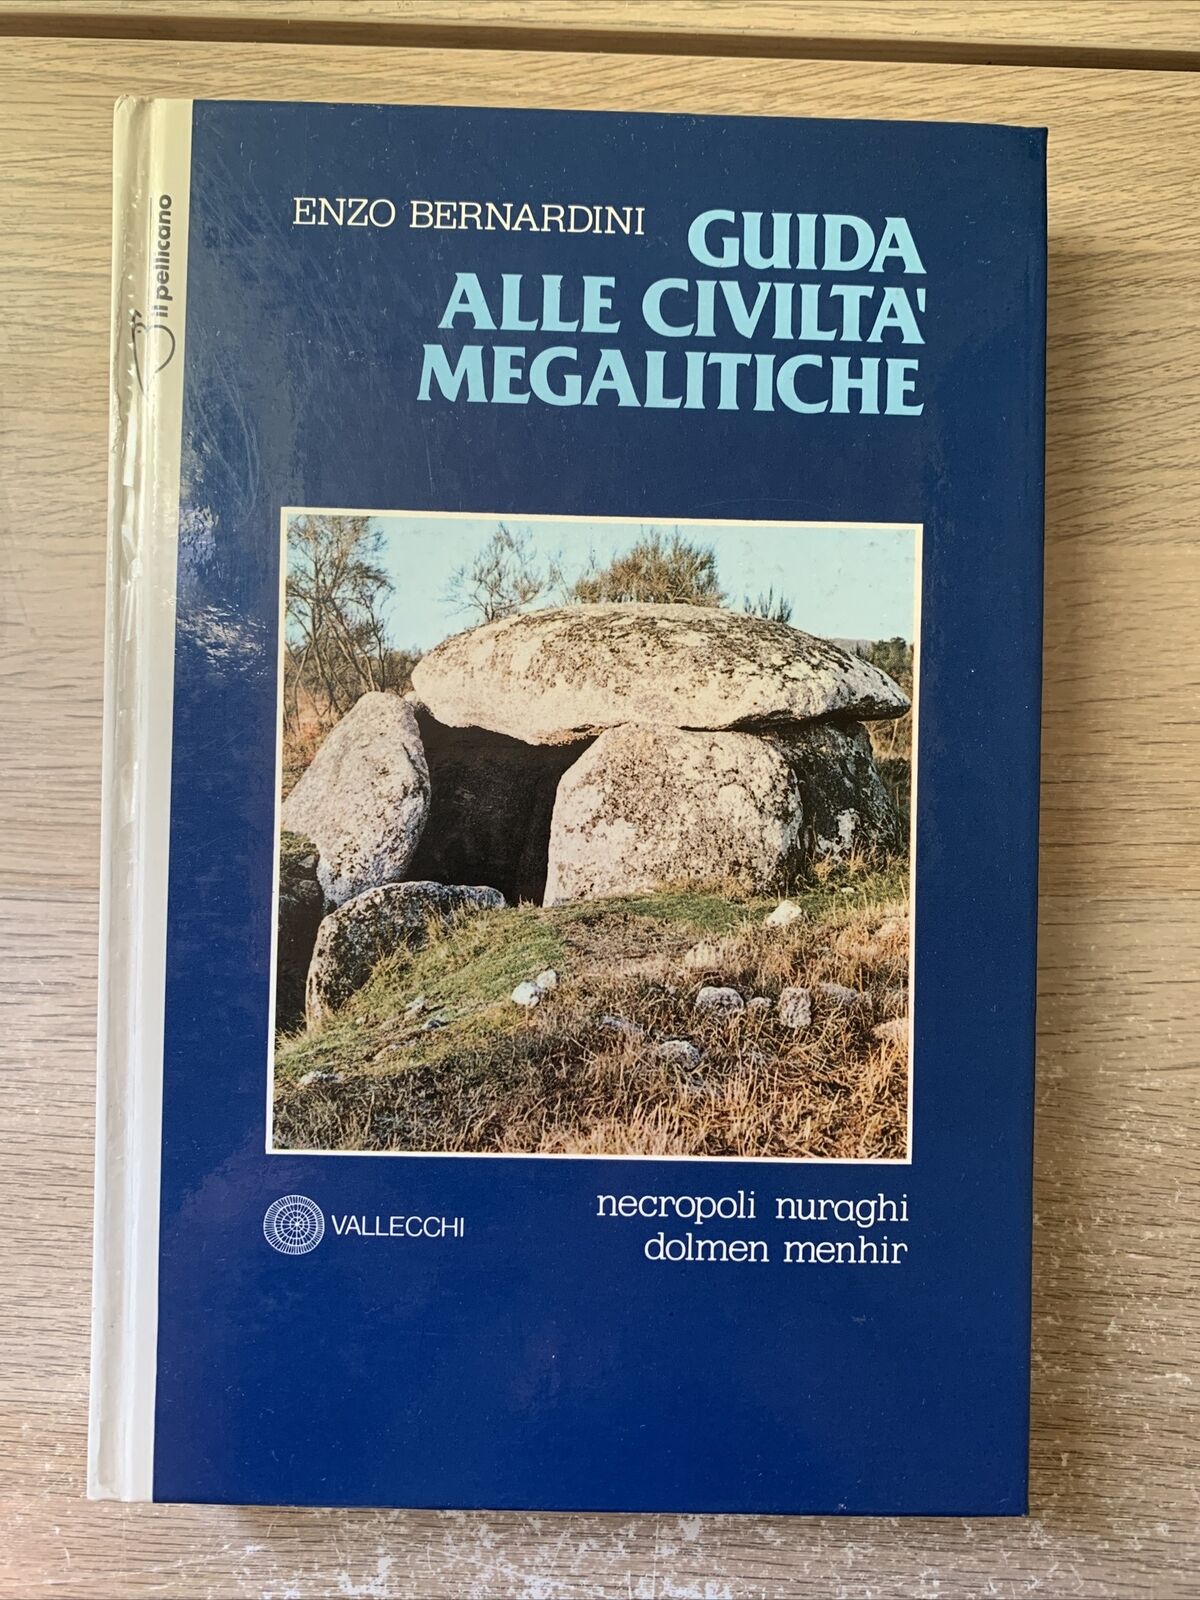 il pellicano
ENZO BERNARDINI
GUIDA
ALLE CIVILTA'
MEGALITICHE
VALLECCHI
necropoli nuraghi
dolmen menhir